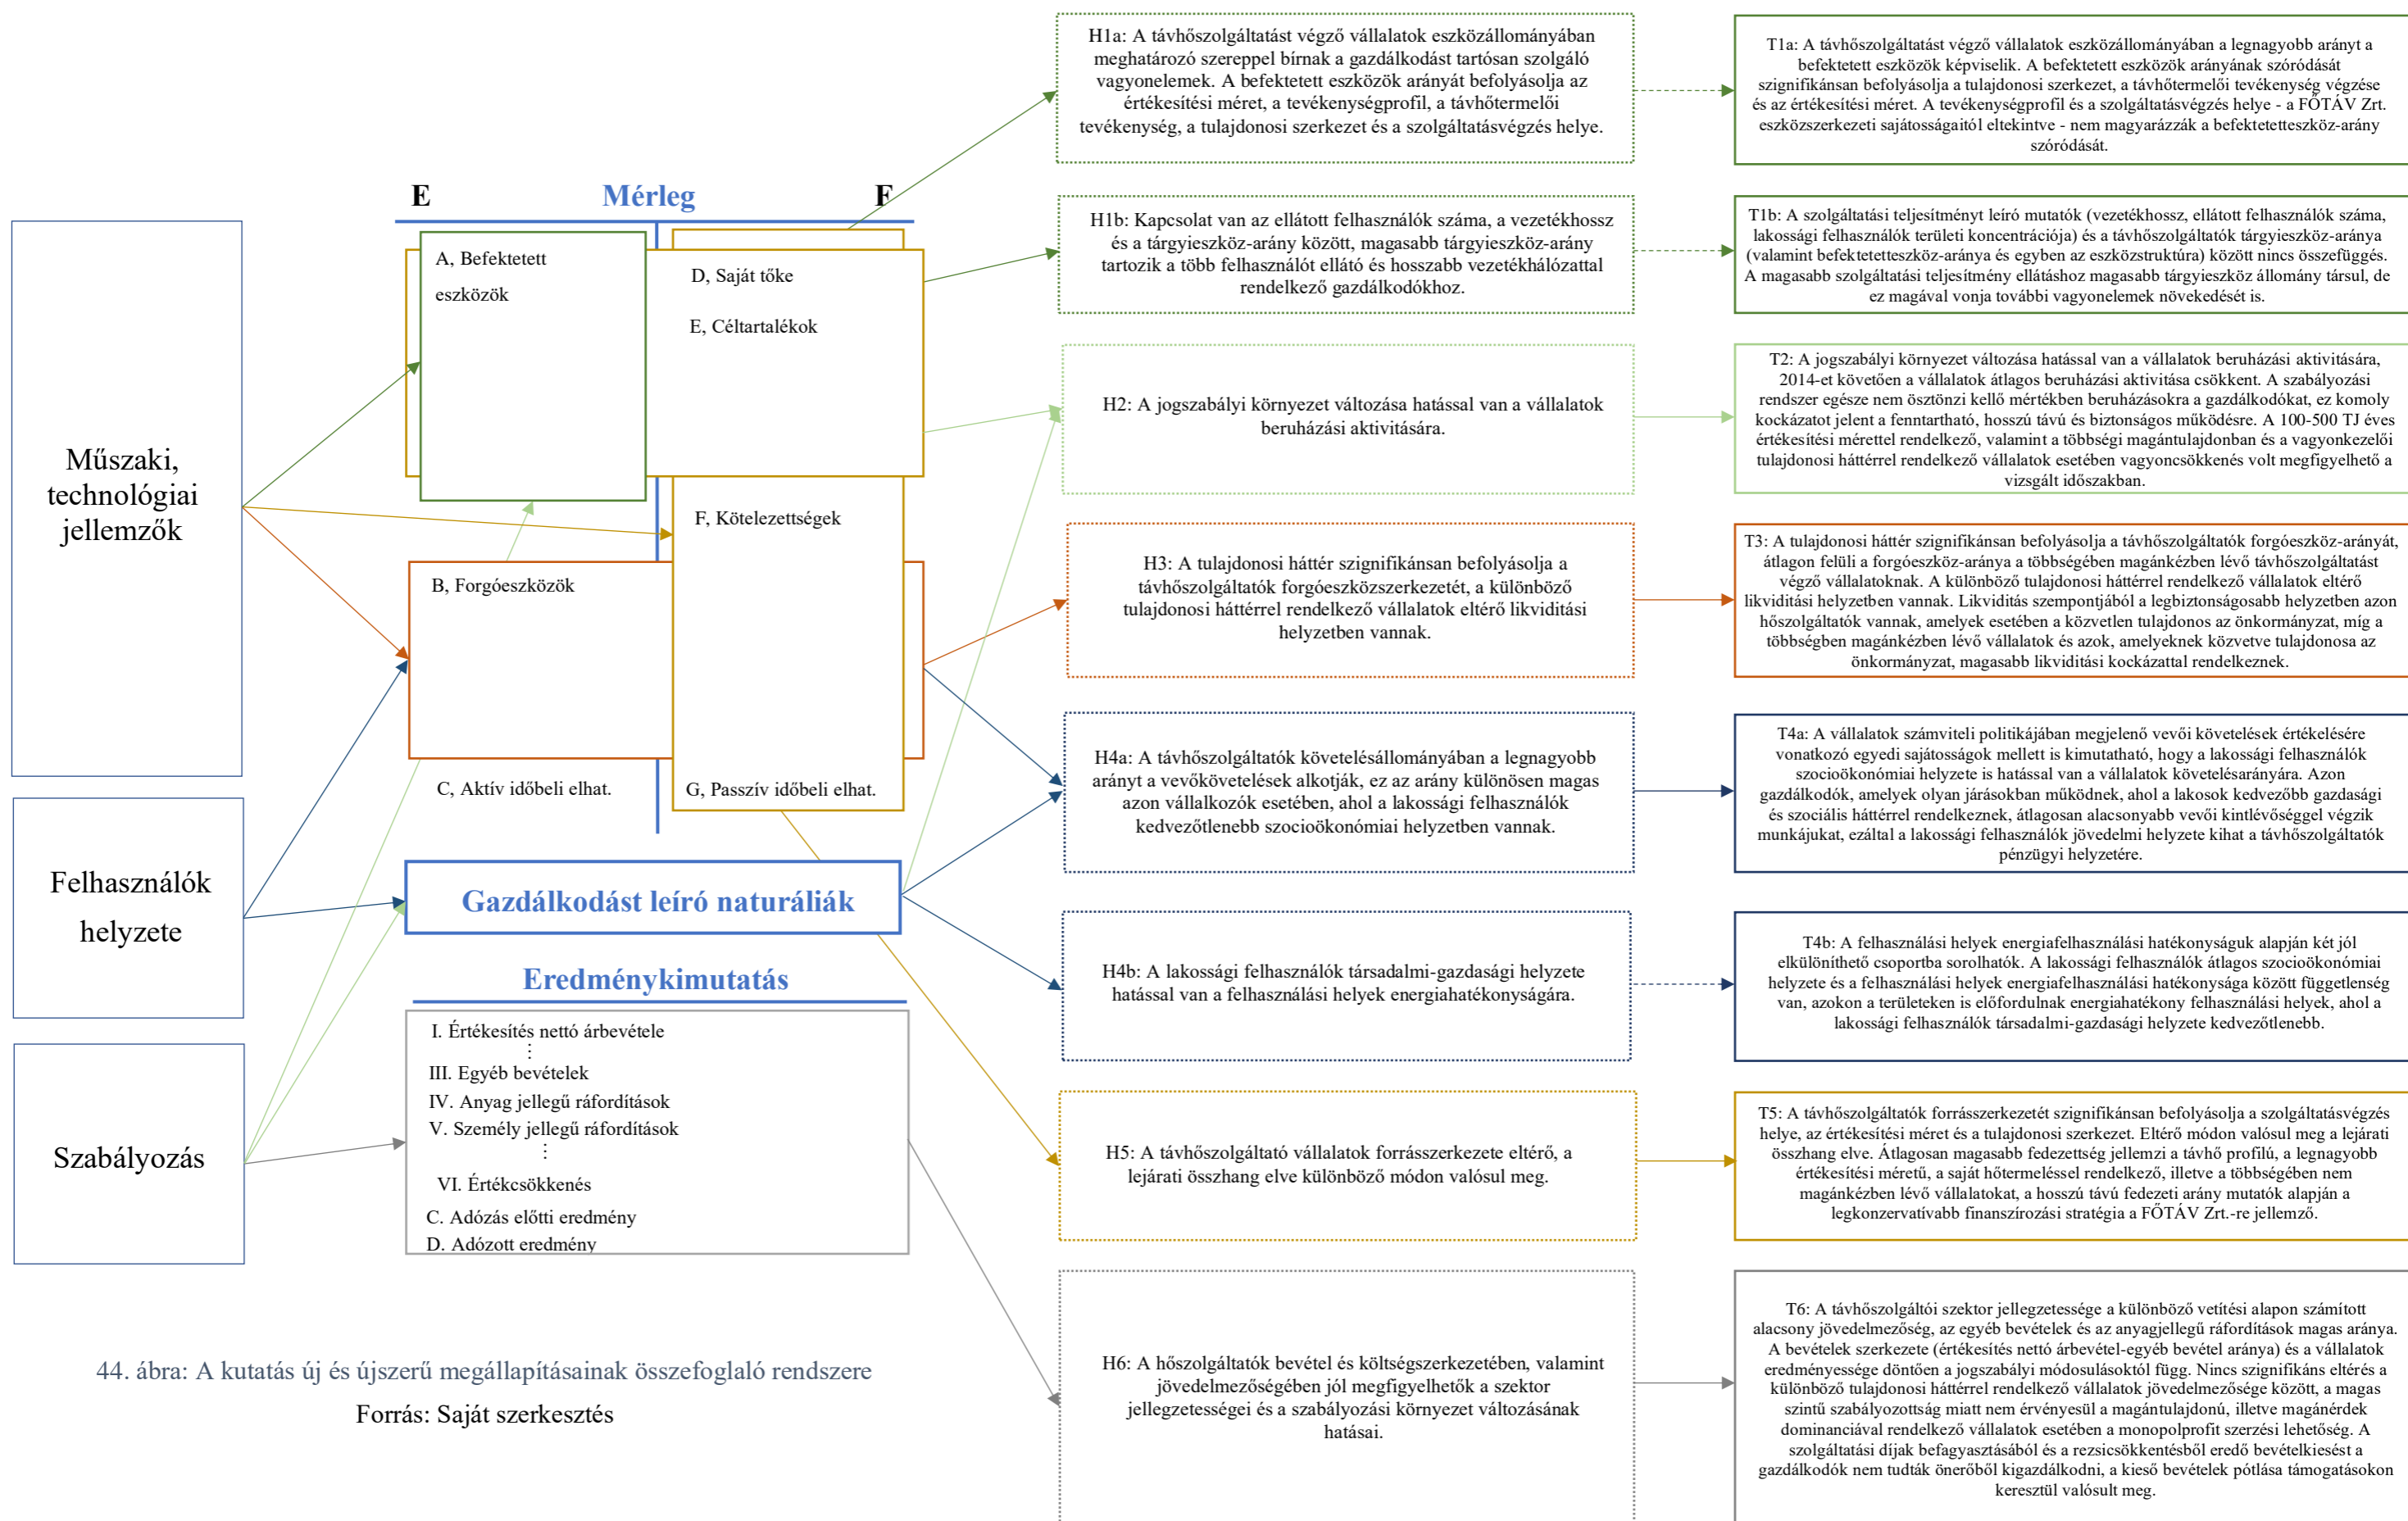 Műszaki,
technológiai
jellemzők
Felhasználók
helyzete
Szabályozás
E
Mérleg
F
A, Befektetett
eszközök
D, Saját tőke
E, Céltartalékok
F, Kötelezettségek
B, Forgóeszközök
C, Aktív időbeli elhat.
G, Passzív időbeli elhat.
Gazdálkodást leíró naturáliák
Eredménykimutatás
I. Értékesítés nettó árbevétele
⋮
III. Egyéb bevételek
IV. Anyag jellegű ráfordítások
V. Személy jellegű ráfordítások
⋮
VI. Értékcsökkenés
C. Adózás előtti eredmény
D. Adózott eredmény
H1a: A távhőszolgáltatást végző vállalatok eszközállományában
meghatározó szereppel bírnak a gazdálkodást tartósan szolgáló
vagyonelemek. A befektetett eszközök arányát befolyásolja az
értékesítési méret, a tevékenységprofil, a távhőtermelői
tevékenység, a tulajdonosi szerkezet és a szolgáltatásvégzés helye.
H1b: Kapcsolat van az ellátott felhasználók száma, a vezetékhossz
és a tárgyieszköz-arány között, magasabb tárgyieszköz-arány
tartozik a több felhasználót ellátó és hosszabb vezetékhálózattal
rendelkező gazdálkodókhoz.
H2: A jogszabályi környezet változása hatással van a vállalatok
beruházási aktivitására.
H3: A tulajdonosi háttér szignifikánsan befolyásolja a
távhőszolgáltatók forgóeszközszerkezetét, a különböző
tulajdonosi háttérrel rendelkező vállalatok eltérő likviditási
helyzetben vannak.
H4a: A távhőszolgáltatók követelésállományában a legnagyobb
arányt a vevőkövetelések alkotják, ez az arány különösen magas
azon vállalkozók esetében, ahol a lakossági felhasználók
kedvezőtlenebb szocioökonómiai helyzetben vannak.
H4b: A lakossági felhasználók társadalmi-gazdasági helyzete
hatással van a felhasználási helyek energiahatékonyságára.
H5: A távhőszolgáltató vállalatok forrásszerkezete eltérő, a
lejárati összhang elve különböző módon valósul meg.
H6: A hőszolgáltatók bevétel és költségszerkezetében, valamint
jövedelmezőségében jól megfigyelhetők a szektor
jellegzetességei és a szabályozási környezet változásának
hatásai.
T1a: A távhőszolgáltatást végző vállalatok eszközállományában a legnagyobb arányt a
befektetett eszközök képviselik. A befektetett eszközök arányának szóródását
szignifikánsan befolyásolja a tulajdonosi szerkezet, a távhőtermelői tevékenység végzése
és az értékesítési méret. A tevékenységprofil és a szolgáltatásvégzés helye - a FŐTÁV Zrt.
eszközszerkezeti sajátosságaitól eltekintve - nem magyarázzák a befektetetteszköz-arány
szóródását.
T1b: A szolgáltatási teljesítményt leíró mutatók (vezetékhossz, ellátott felhasználók száma,
lakossági felhasználók területi koncentrációja) és a távhőszolgáltatók tárgyieszköz-aránya
(valamint befektetetteszköz-aránya és egyben az eszközstruktúra) között nincs összefüggés.
A magasabb szolgáltatási teljesítmény ellátáshoz magasabb tárgyieszköz állomány társul, de
ez magával vonja további vagyonelemek növekedését is.
T2: A jogszabályi környezet változása hatással van a vállalatok beruházási aktivitására,
2014-et követően a vállalatok átlagos beruházási aktivitása csökkent. A szabályozási
rendszer egésze nem ösztönzi kellő mértékben beruházásokra a gazdálkodókat, ez komoly
kockázatot jelent a fenntartható, hosszú távú és biztonságos működésre. A 100-500 TJ éves
értékesítési mérettel rendelkező, valamint a többségi magántulajdonban és a vagyonkezelői
tulajdonosi háttérrel rendelkező vállalatok esetében vagyoncsökkenés volt megfigyelhető a
vizsgált időszakban.
T3: A tulajdonosi háttér szignifikánsan befolyásolja a távhőszolgáltatók forgóeszköz-arányát,
átlagon felüli a forgóeszköz-aránya a többségében magánkézben lévő távhőszolgáltatást
végző vállalatoknak. A különböző tulajdonosi háttérrel rendelkező vállalatok eltérő
likviditási helyzetben vannak. Likviditás szempontjából a legbiztonságosabb helyzetben azon
hőszolgáltatók vannak, amelyek esetében a közvetlen tulajdonos az önkormányzat, míg a
többségben magánkézben lévő vállalatok és azok, amelyeknek közvetve tulajdonosa az
önkormányzat, magasabb likviditási kockázattal rendelkeznek.
T4a: A vállalatok számviteli politikájában megjelenő vevői követelések értékelésére
vonatkozó egyedi sajátosságok mellett is kimutatható, hogy a lakossági felhasználók
szocioökonómiai helyzete is hatással van a vállalatok követelésarányára. Azon
gazdálkodók, amelyek olyan járásokban működnek, ahol a lakosok kedvezőbb gazdasági
és szociális háttérrel rendelkeznek, átlagosan alacsonyabb vevői kintlévőséggel végzik
munkájukat, ezáltal a lakossági felhasználók jövedelmi helyzete kihat a távhőszolgáltatók
pénzügyi helyzetére.
T4b: A felhasználási helyek energiafelhasználási hatékonyságuk alapján két jól
elkülöníthető csoportba sorolhatók. A lakossági felhasználók átlagos szocioökonómiai
helyzete és a felhasználási helyek energiafelhasználási hatékonysága között függetlenség
van, azokon a területeken is előfordulnak energiahatékony felhasználási helyek, ahol a
lakossági felhasználók társadalmi-gazdasági helyzete kedvezőtlenebb.
T5: A távhőszolgáltatók forrásszerkezetét szignifikánsan befolyásolja a szolgáltatásvégzés
helye, az értékesítési méret és a tulajdonosi szerkezet. Eltérő módon valósul meg a lejárati
összhang elve. Átlagosan magasabb fedezettség jellemzi a távhő profilú, a legnagyobb
értékesítési méretű, a saját hőtermeléssel rendelkező, illetve a többségében nem
magánkézben lévő vállalatokat, a hosszú távú fedezeti arány mutatók alapján a
legkonzervatívabb finanszírozási stratégia a FŐTÁV Zrt.-re jellemző.
T6: A távhőszolgáltói szektor jellegzetessége a különböző vetítési alapon számított
alacsony jövedelmezőség, az egyéb bevételek és az anyagjellegű ráfordítások magas aránya.
A bevételek szerkezete (értékesítés nettó árbevétel-egyéb bevétel aránya) és a vállalatok
eredményessége döntően a jogszabályi módosulásoktól függ. Nincs szignifikáns eltérés a
különböző tulajdonosi háttérrel rendelkező vállalatok jövedelmezősége között, a magas
szintű szabályozottság miatt nem érvényesül a magántulajdonú, illetve magánérdek
dominanciával rendelkező vállalatok esetében a monopolprofit szerzési lehetőség. A
szolgáltatási díjak befagyasztásából és a rezsicsökkentésből eredő bevételkiesést a
gazdálkodók nem tudták önerőből kigazdálkodni, a kieső bevételek pótlása támogatásokon
keresztül valósult meg.
44. ábra: A kutatás új és újszerű megállapításainak összefoglaló rendszere
Forrás: Saját szerkesztés